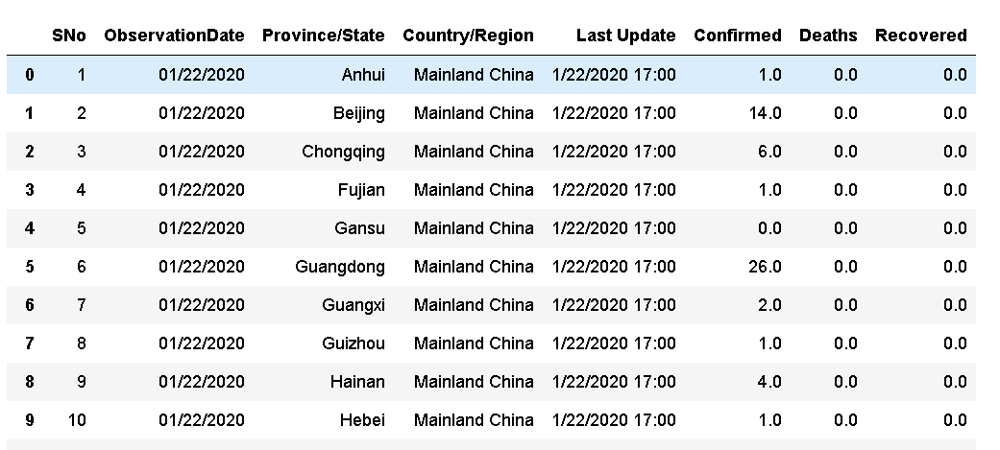 SNo ObservationDate Province/State Country/Region Last Update Confirmed Deaths Recovered
0 1 01/22/2020 Anhui Mainland China 1/22/2020 17:00 1.0 0.0 0.0
1 2 01/22/2020 Beijing Mainland China 1/22/2020 17:00 14.0 0.0 0.0
2 3 01/22/2020 Chongqing Mainland China 1/22/2020 17:00 6.0 0.0 0.0
3 4 01/22/2020 Fujian Mainland China 1/22/2020 17:00 1.0 0.0 0.0
4 5 01/22/2020 Gansu Mainland China 1/22/2020 17:00 0.0 0.0 0.0
5 6 01/22/2020 Guangdong Mainland China 1/22/2020 17:00 26.0 0.0 0.0
6 7 01/22/2020 Guangxi Mainland China 1/22/2020 17:00 2.0 0.0 0.0
7 8 01/22/2020 Guizhou Mainland China 1/22/2020 17:00 1.0 0.0 0.0
8 9 01/22/2020 Hainan Mainland China 1/22/2020 17:00 4.0 0.0 0.0
9 10 01/22/2020 Hebei Mainland China 1/22/2020 17:00 1.0 0.0 0.0